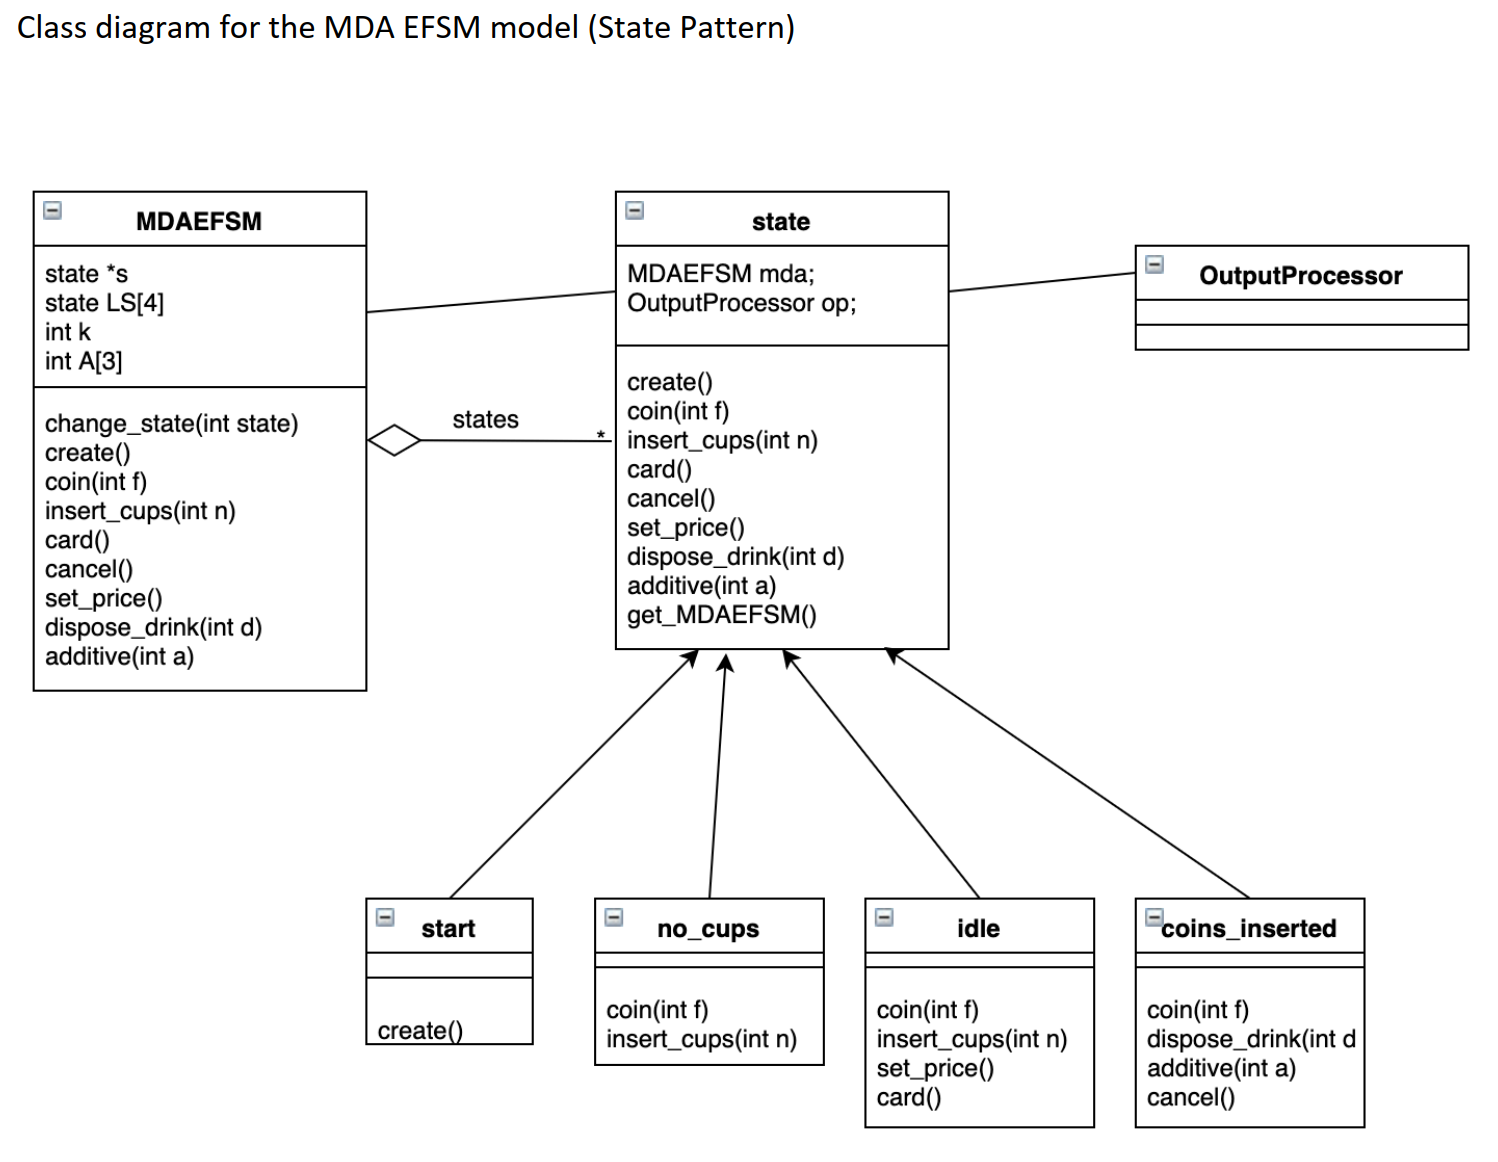 Class diagram for the MDA EFSM model (State Pattern)
MDAEFSM
state *s
state LS[4]
int k
int A[3]
change_state(int state)
create()
coin(int f)
insert_cups(int n)
card()
cancel()
set_price()
dispose_drink(int d)
additive(int a)
states
*
state
MDAEFSM mda;
OutputProcessor op;
create()
coin(int f)
insert_cups(int n)
card()
cancel()
set_price()
dispose_drink(int d)
additive(int a)
get_MDAEFSM()
OutputProcessor
start
create()
no_cups
coin(int f)
insert_cups(int n)
idle
coin(int f)
insert_cups(int n)
set_price()
card()
coins_inserted
coin(int f)
dispose_drink(int d
additive(int a)
cancel()